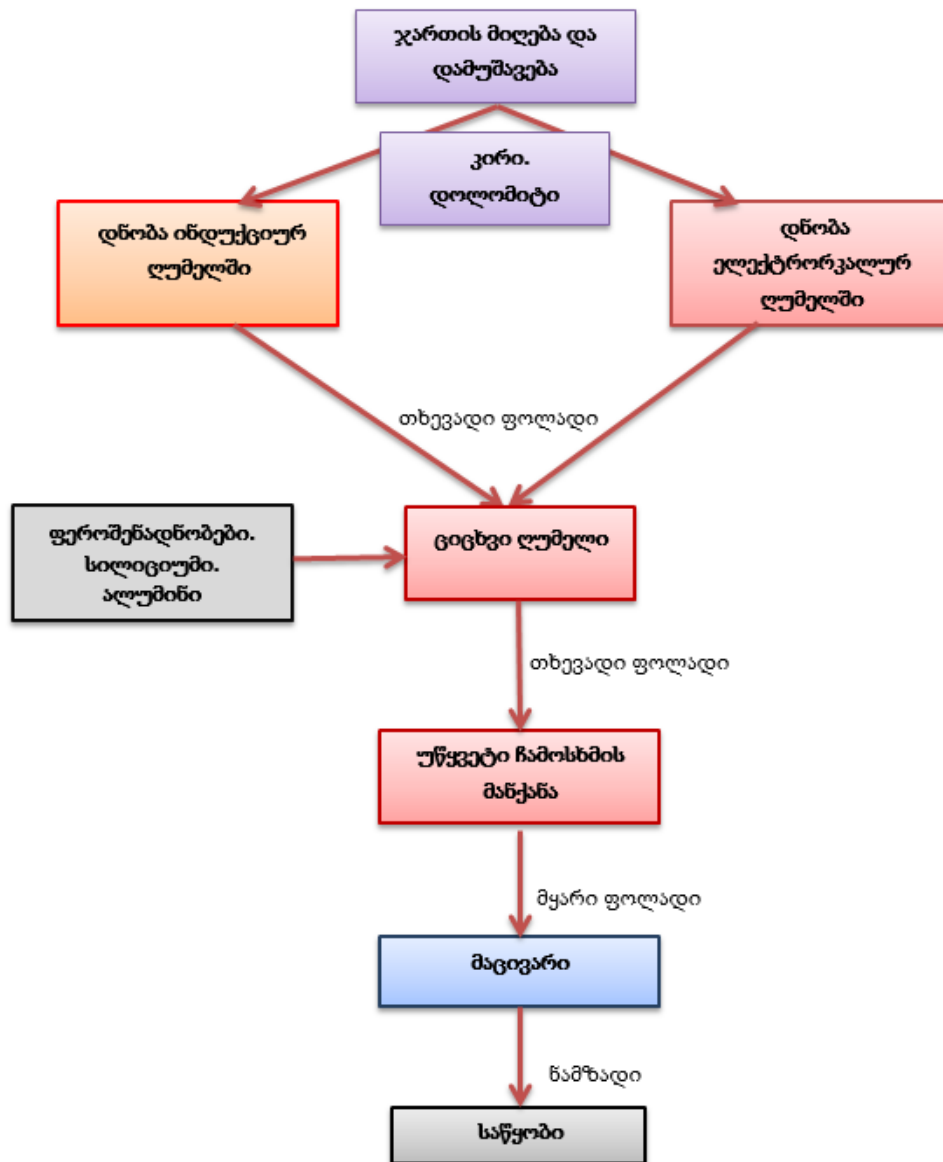 ჯართის მიღება და
დამუშავება
კირი.
დოლომიტი
დნობა ინდუქციურ
ღუმელში
დნობა
ელექტრორკალურ
ღუმელში
თხევადი ფოლადი
ფეროშენადნობები.
სილიციუმი.
ალუმინი
ციცხვი ღუმელი
თხევადი ფოლადი
უწყვეტი ჩამოსხმის
მანქანა
მყარი ფოლადი
მაცივარი
ნამზადი
საწყობი